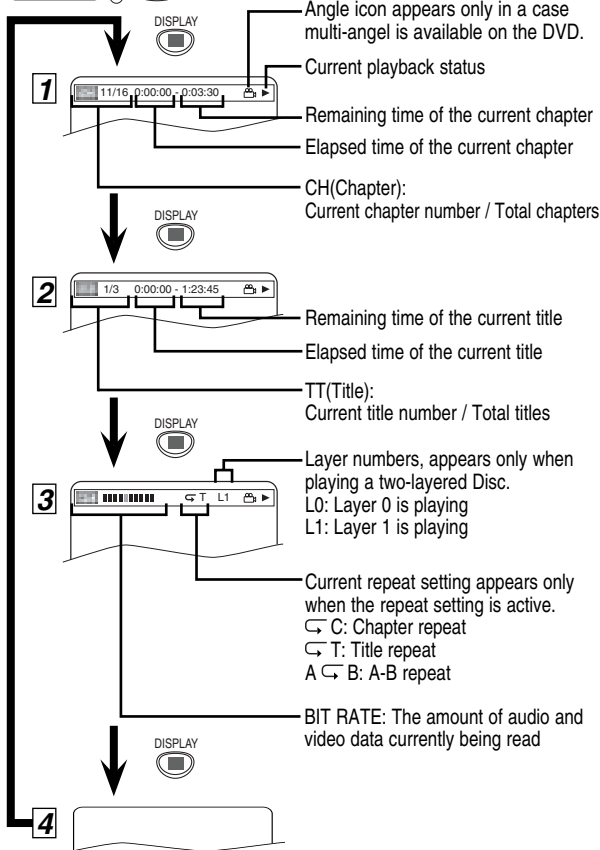 DISPLAY
Angle icon appears only in a case
multi-angel is available on the DVD.
Current playback status
1
11/16 0:00:00 - 0:03:30
Remaining time of the current chapter
Elapsed time of the current chapter
CH(Chapter):
Current chapter number / Total chapters
DISPLAY
2
1/3 0:00:00 - 1:23:45
Remaining time of the current title
Elapsed time of the current title
TT(Title):
Current title number / Total titles
DISPLAY
Layer numbers, appears only when
playing a two-layered Disc.
L0: Layer 0 is playing
L1: Layer 1 is playing
3
T L1
Current repeat setting appears only
when the repeat setting is active.
C: Chapter repeat
T: Title repeat
A B: A-B repeat
BIT RATE: The amount of audio and
video data currently being read
DISPLAY
4